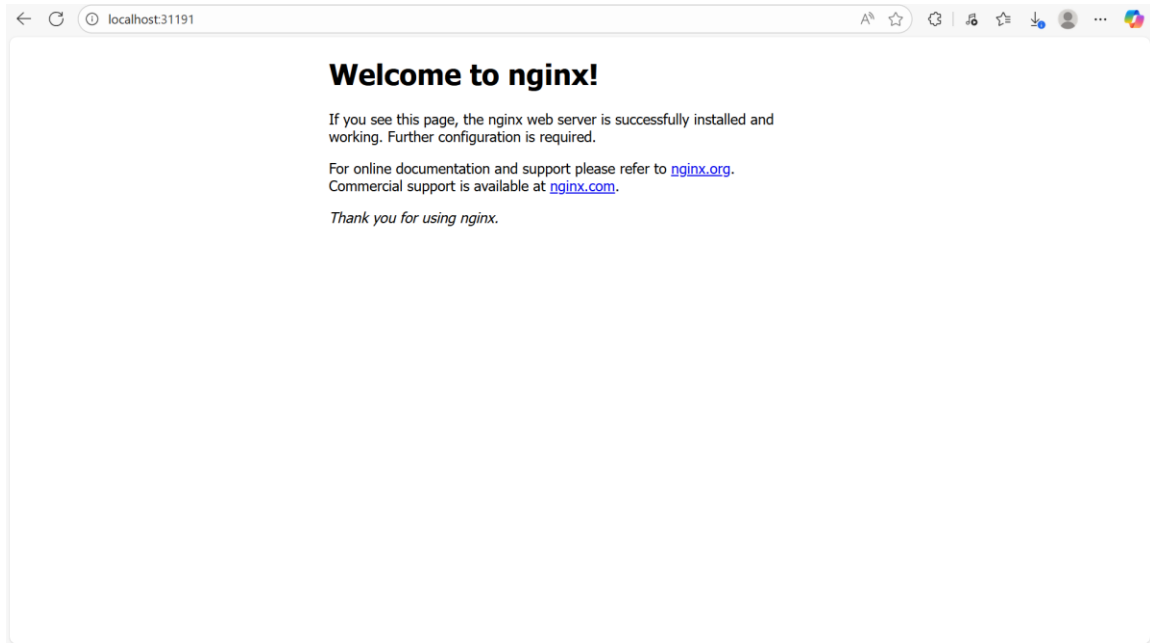 localhost:31191
Welcome to nginx!
If you see this page, the nginx web server is successfully installed and
working. Further configuration is required.
For online documentation and support please refer to nginx.org.
Commercial support is available at nginx.com.
Thank you for using nginx.